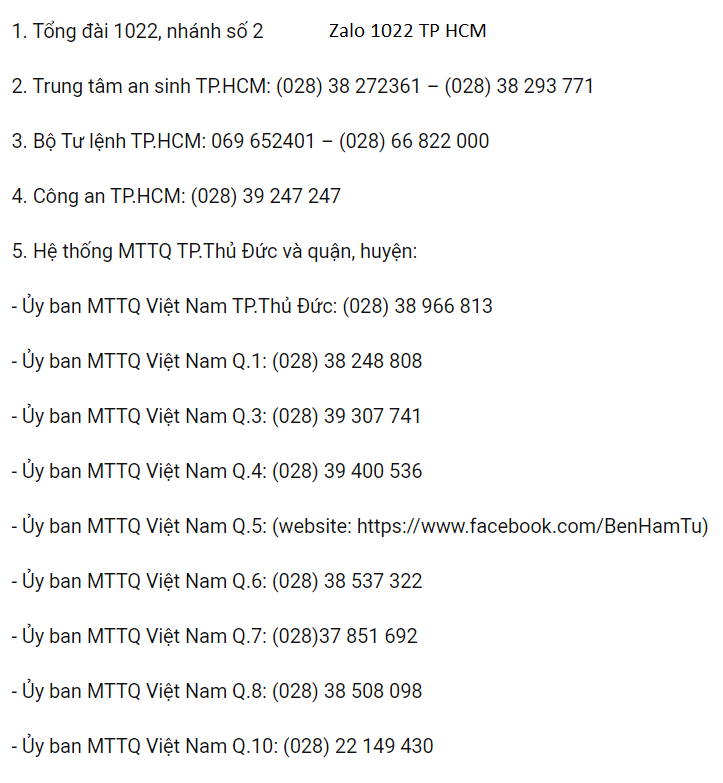 1. Tổng đài 1022, nhánh số 2 Zalo 1022 TP HCM
2. Trung tâm an sinh TP.HCM: (028) 38 272361 – (028) 38 293 771
3. Bộ Tư lệnh TP.HCM: 069 652401 – (028) 66 822 000
4. Công an TP.HCM: (028) 39 247 247
5. Hệ thống MTTQ TP.Thủ Đức và quận, huyện:
- Ủy ban MTTQ Việt Nam TP.Thủ Đức: (028) 38 966 813
- Ủy ban MTTQ Việt Nam Q.1: (028) 38 248 808
- Ủy ban MTTQ Việt Nam Q.3: (028) 39 307 741
- Ủy ban MTTQ Việt Nam Q.4: (028) 39 400 536
- Ủy ban MTTQ Việt Nam Q.5: (website: https://www.facebook.com/BenHamTu)
- Ủy ban MTTQ Việt Nam Q.6: (028) 38 537 322
- Ủy ban MTTQ Việt Nam Q.7: (028)37 851 692
- Ủy ban MTTQ Việt Nam Q.8: (028) 38 508 098
- Ủy ban MTTQ Việt Nam Q.10: (028) 22 149 430